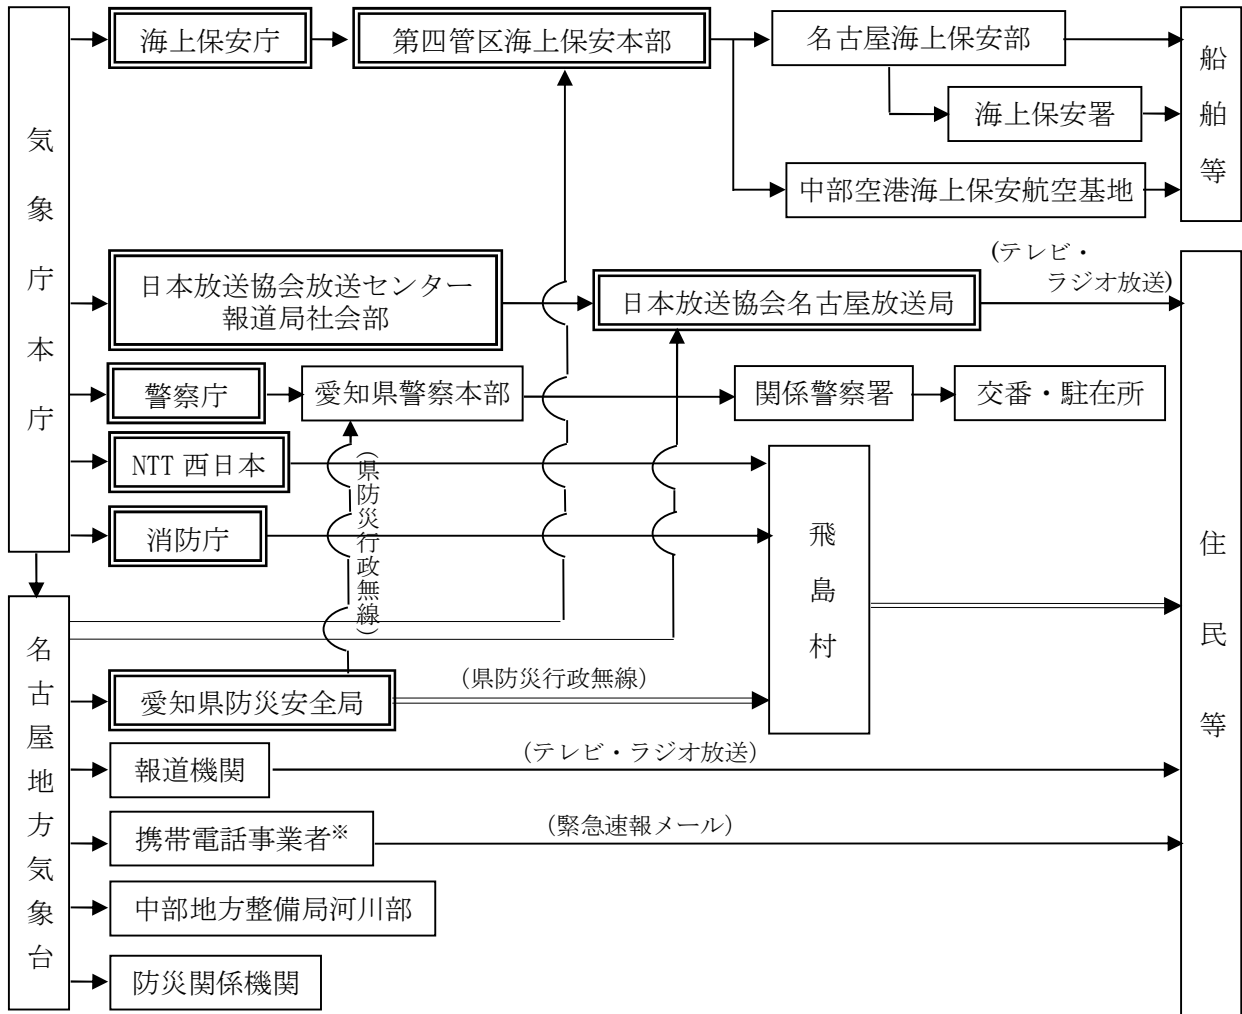 気象庁本庁
海上保安庁
第四管区海上保安本部
名古屋海上保安部
海上保安署
中部空港海上保安航空基地
船舶等
日本放送協会放送センター
報道局社会部
日本放送協会名古屋放送局
(テレビ・
ラジオ放送)
警察庁
愛知県警察本部
関係警察署
交番・駐在所
NTT 西日本
消防庁
(県防災行政無線)
飛島村
住民等
名古屋地方気象台
愛知県防災安全局
(県防災行政無線)
報道機関
(テレビ・ラジオ放送)
携帯電話事業者※
(緊急速報メール)
中部地方整備局河川部
防災関係機関